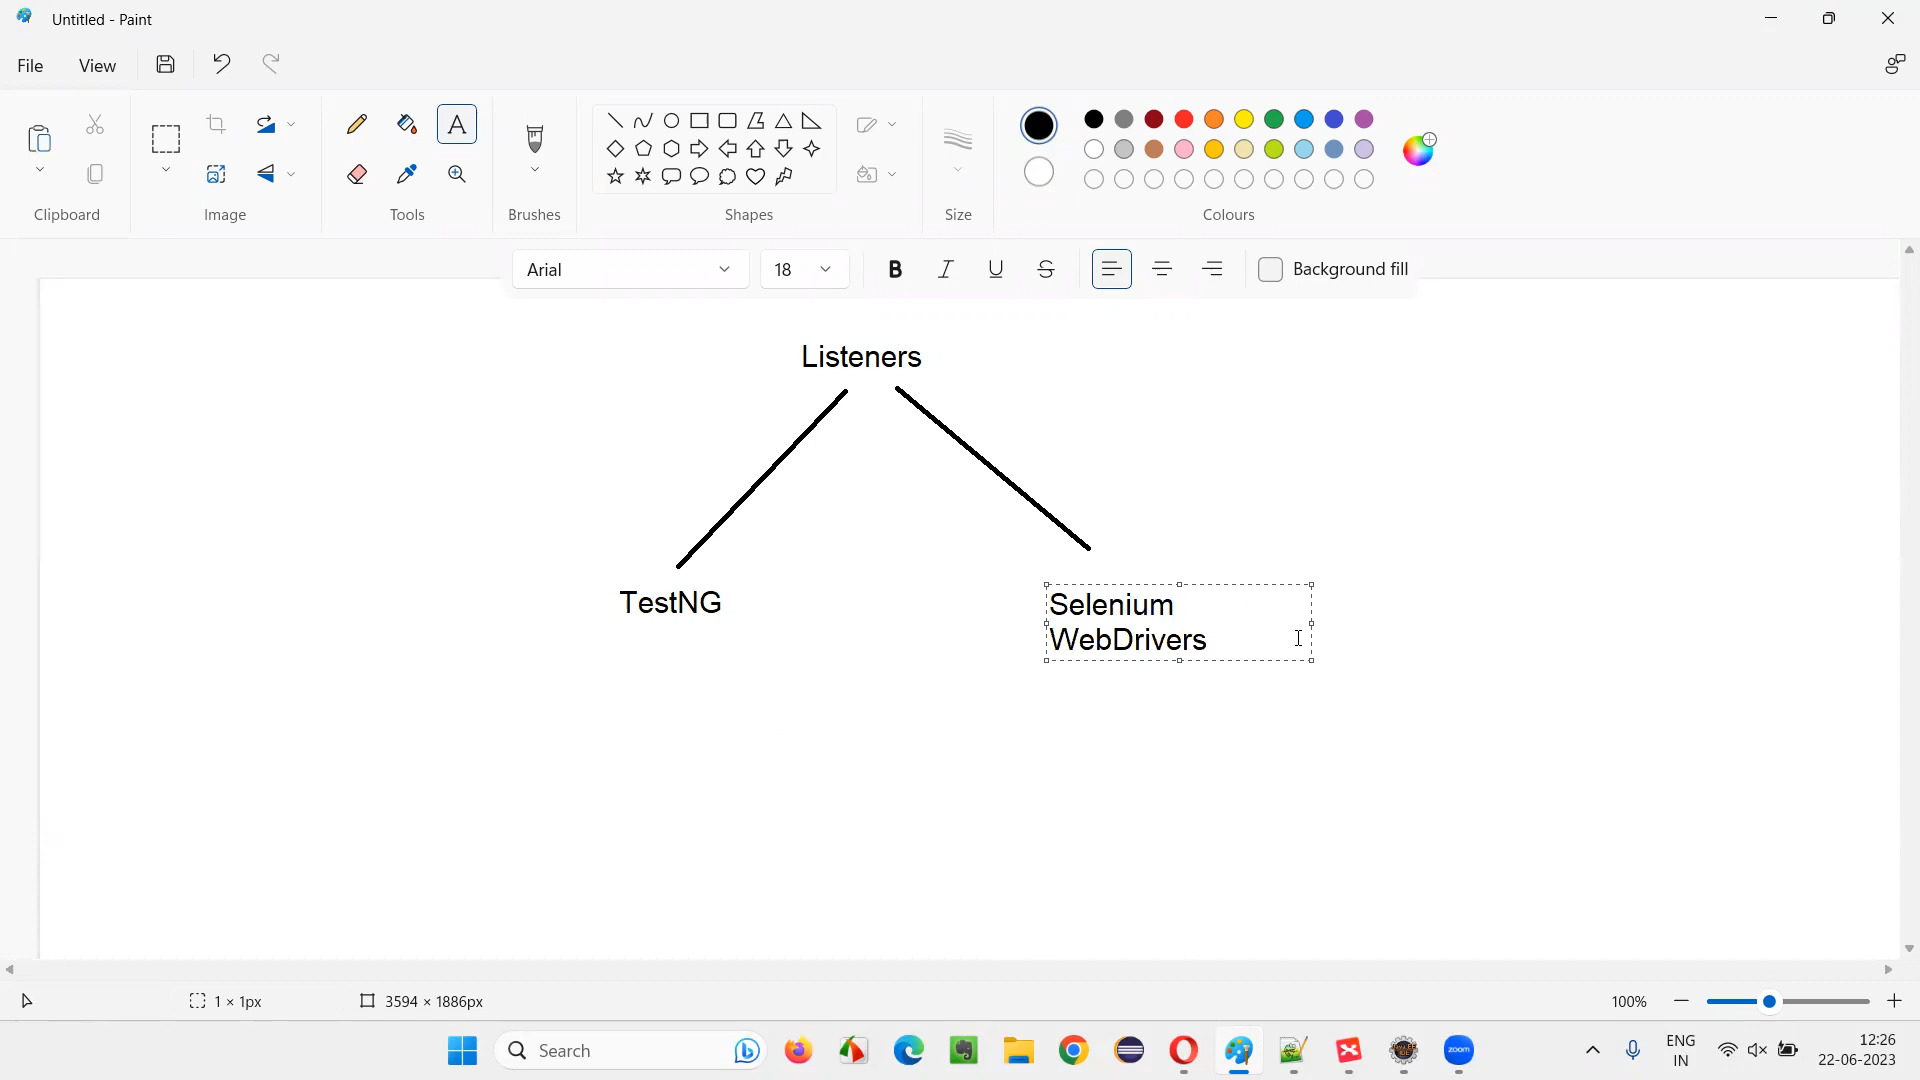 Untitled - Paint
File
View
Clipboard
Image
Tools
Brushes
Shapes
Size
Colours
Arial
18
B
I
U
S
Background fill
Listeners
TestNG
Selenium
WebDrivers
1 × 1px
3594 × 1886px
100%
Search
zoom
ENG
IN
12:26
22-06-2023